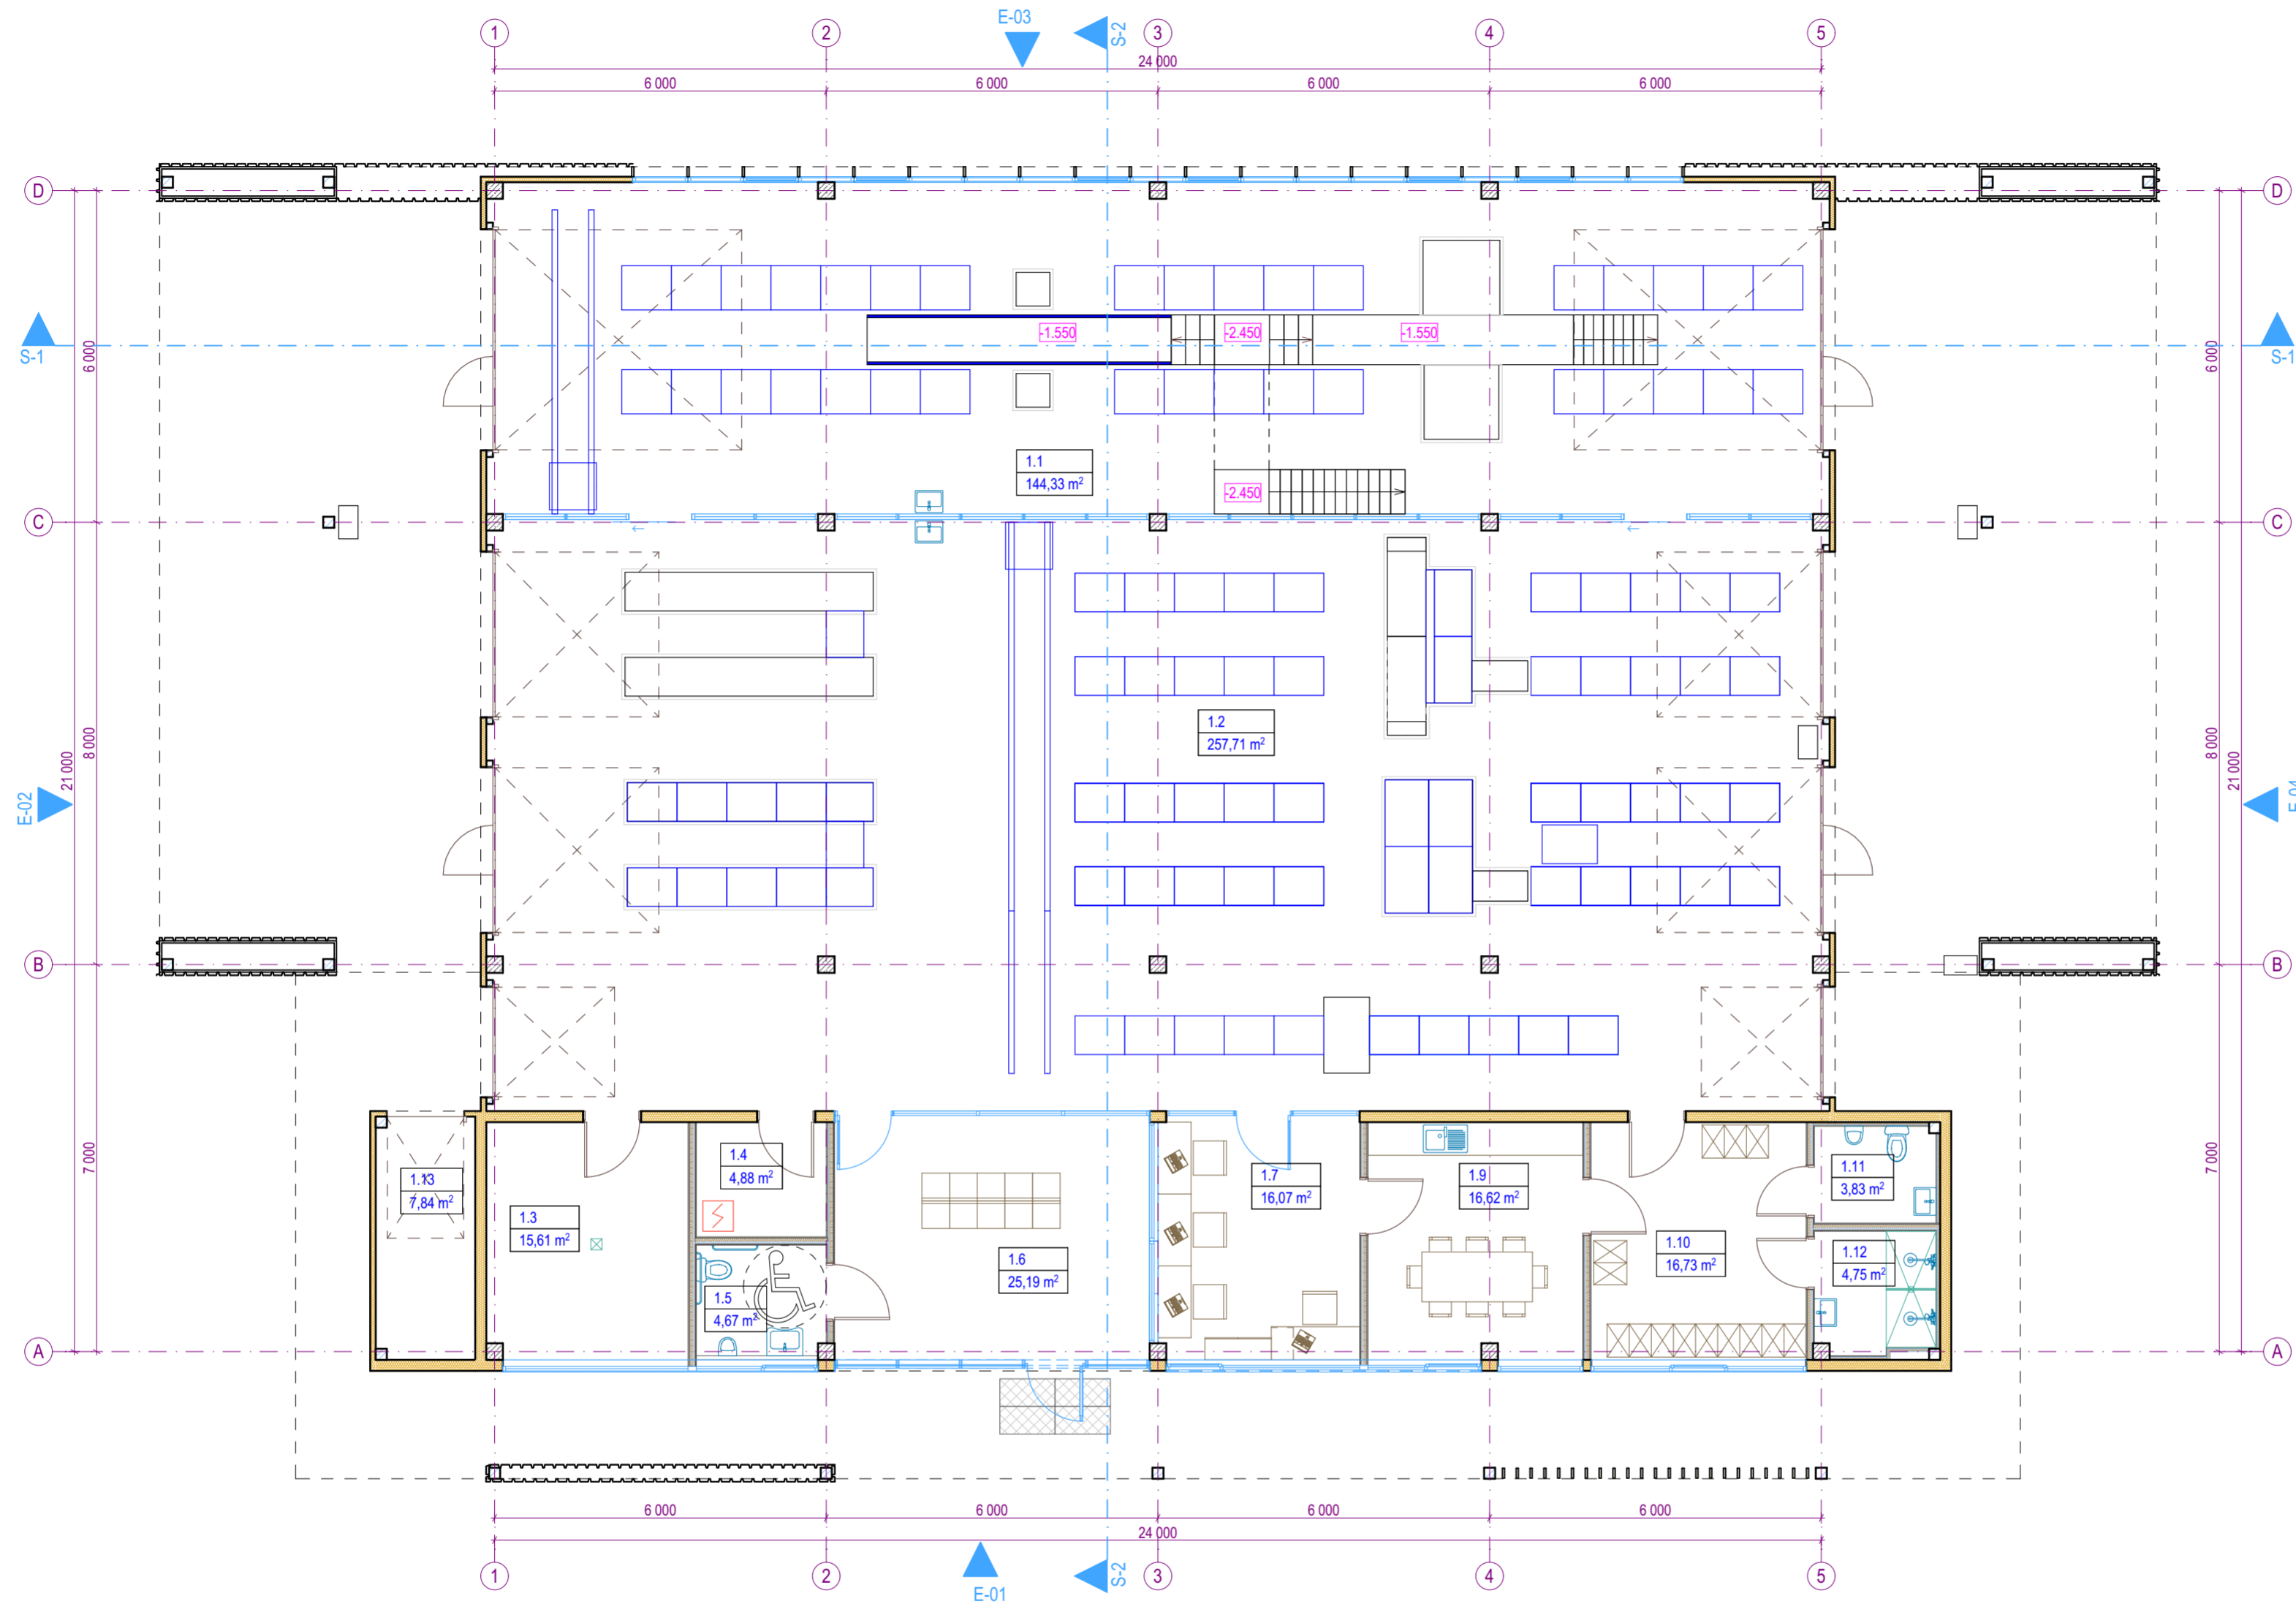 E-03
S-2
1 2 3 4 5
24 000
6 000 6 000 6 000 6 000
D D
-1.550 -2.450 -1.550
S-1 S-1
6 000 6 000
1.1
144,33 m²
-2.450
C C
1.2
257,71 m²
8 000 8 000
21 000 21 000
E-02 E-04
B B
7 000 7 000
1.4
4,88 m²
1.13
7,84 m²
1.7
16,07 m²
1.9
16,62 m²
1.11
3,83 m²
1.3
15,61 m²
1.6
25,19 m²
1.10
16,73 m²
1.12
4,75 m²
1.5
4,67 m²
A A
6 000 6 000 6 000 6 000
24 000
1 2 3 4 5
S-2
E-01